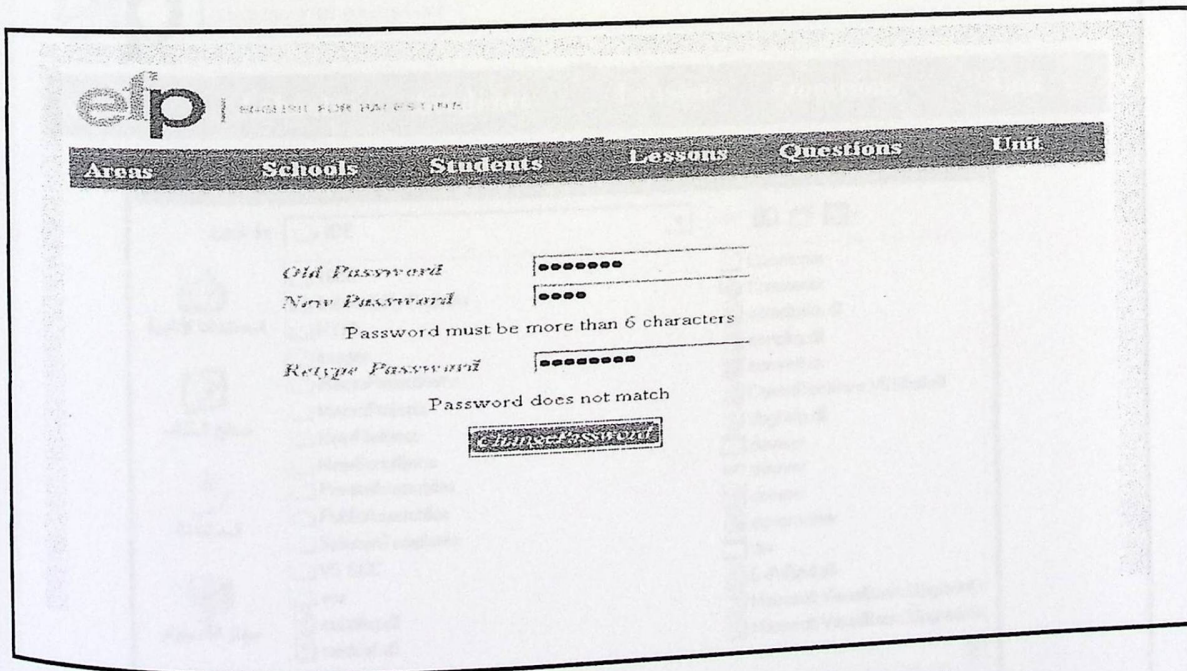 efp | ENGLISH FOR PALESTINE
Areas Schools Students Lessons Questions Unit
Old Password
New Password
Password must be more than 6 characters
Retype Password
Password does not match
ChangePassword